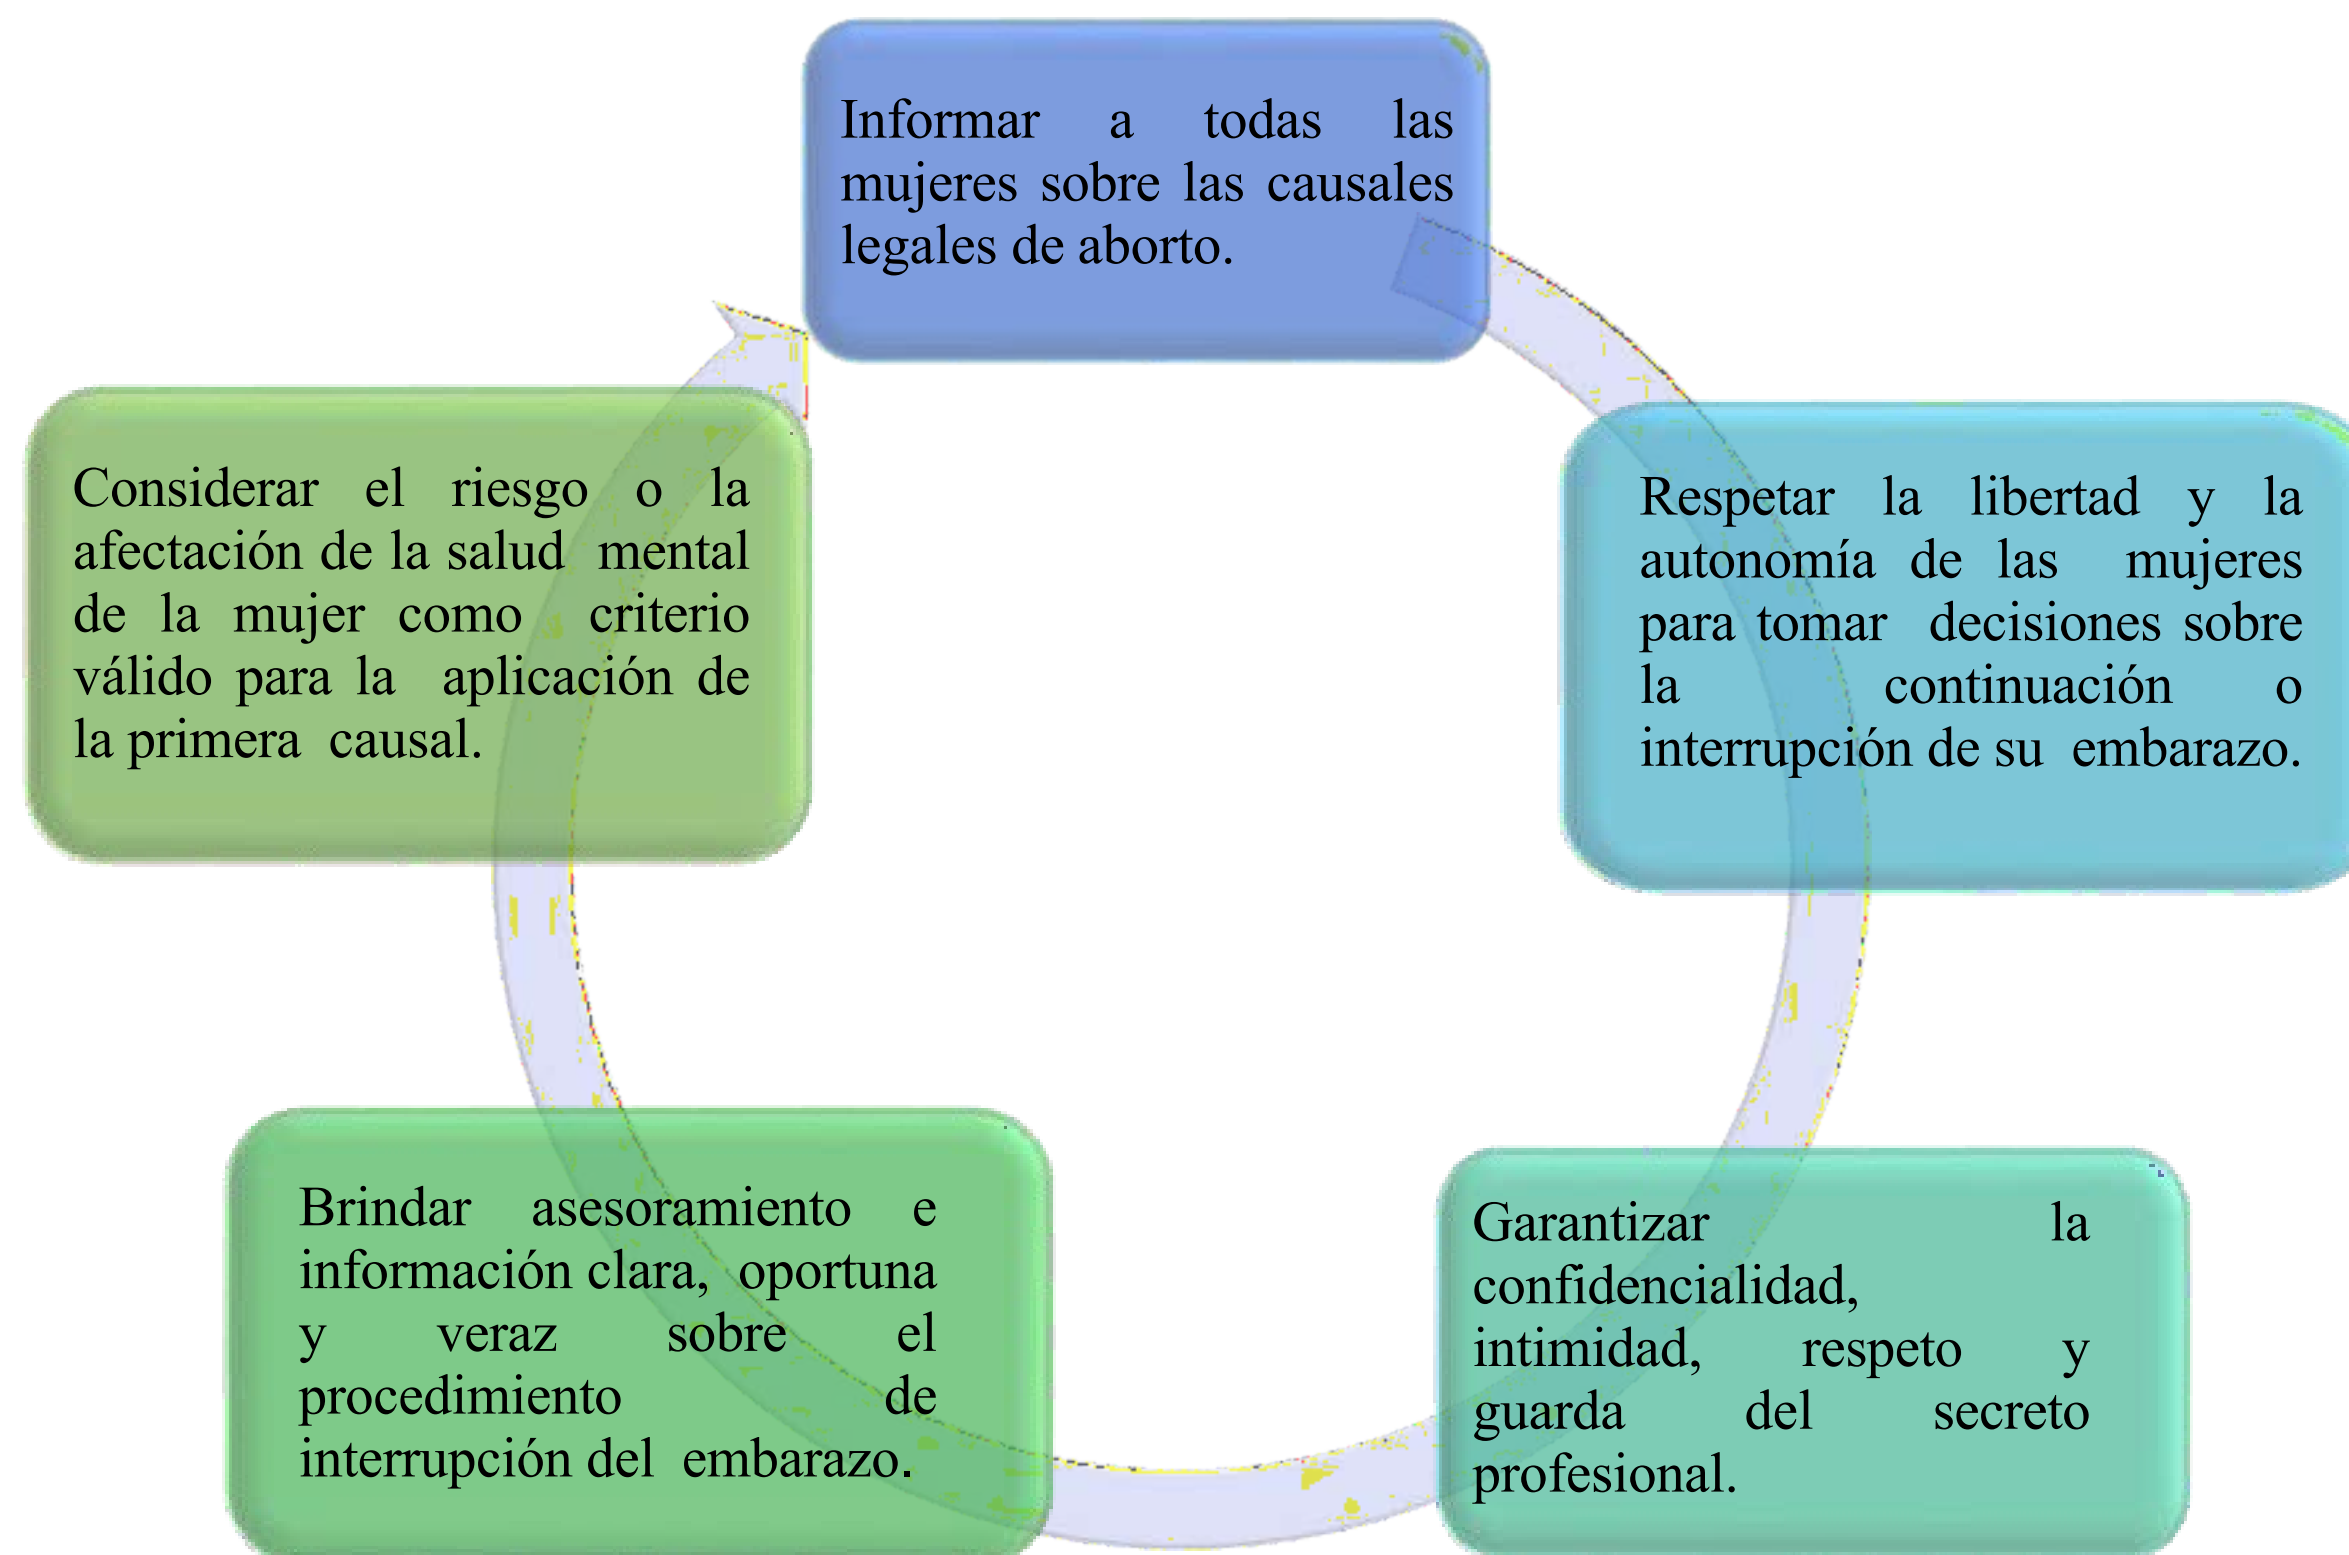 Informar a todas las
mujeres sobre las causales
legales de aborto.
Respetar la libertad y la
autonomía de las mujeres
para tomar decisiones sobre
la continuación o
interrupción de su embarazo.
Garantizar la
confidencialidad,
intimidad, respeto y
guarda del secreto
profesional.
Brindar asesoramiento e
información clara, oportuna
y veraz sobre el
procedimiento de
interrupción del embarazo.
Considerar el riesgo o la
afectación de la salud mental
de la mujer como criterio
válido para la aplicación de
la primera causal.